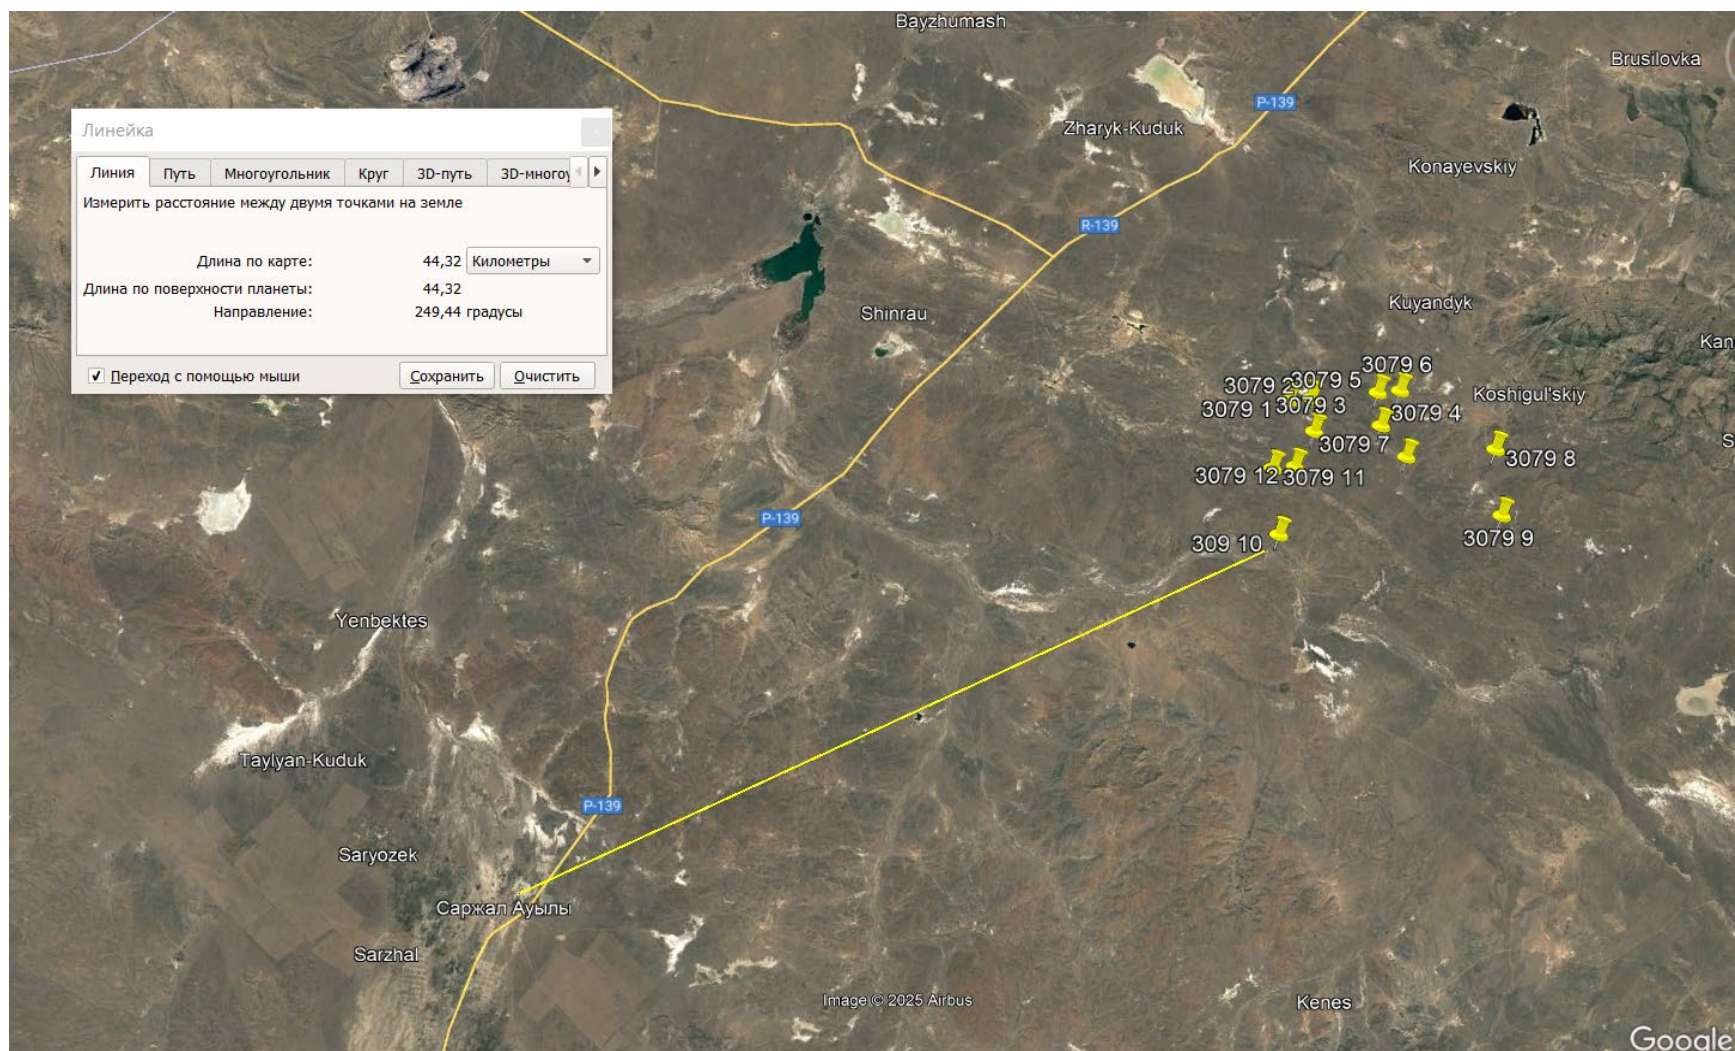 Bayzhumash
Brusilovka
P-139
Линейка
Zharyk-Kuduk
Konayevskiy
Линия Путь Многоугольник Круг 3D-путь 3D-многоу
Измерить расстояние между двумя точками на земле
R-139
Длина по карте: 44,32 Километры
Длина по поверхности планеты: 44,32
Направление: 249,44 градусы
Переход с помощью мыши Сохранить Очистить
Kuyandyk
Shinrau
Kan
3079 6
3079 2 3079 5
Koshigul'skiy
3079 1 3079 3
3079 4
3079 7
S
3079 8
3079 12 3079 11
P-139
3079 9
309 10
Yenbektes
Taylyan-Kuduk
P-139
Saryozek
Саржал Ауылы
Sarzhal
Image © 2025 Airbus
Kenes
Google